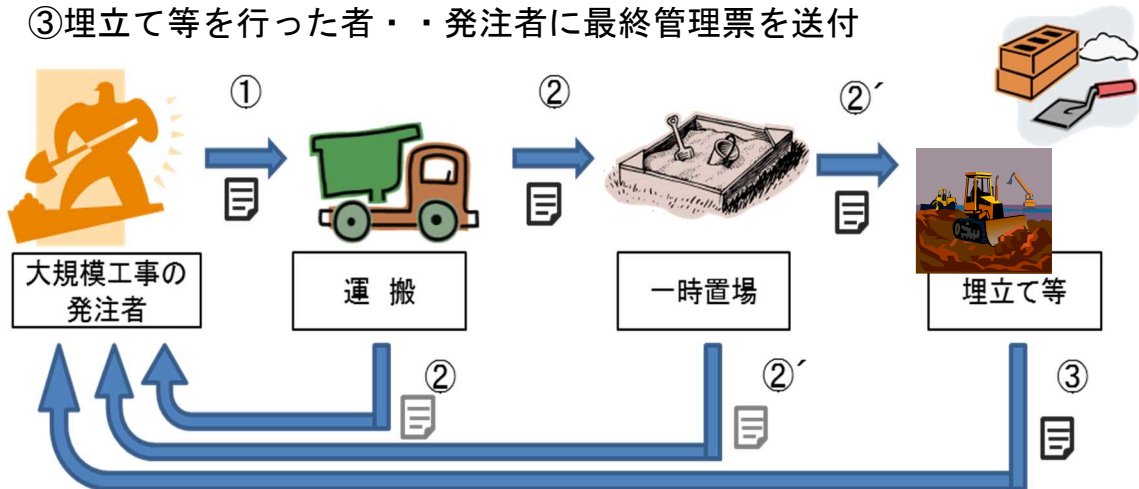 ③埋立て等を行った者・・発注者に最終管理票を送付
①
②
②´
大規模工事の
発注者
運 搬
一時置場
埋立て等
②
②´
③